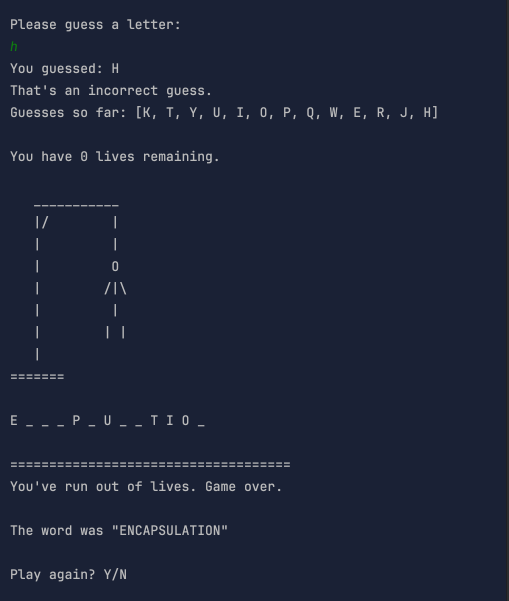 Please guess a letter:
h
You guessed: H
That's an incorrect guess.
Guesses so far: [K, T, Y, U, I, O, P, Q, W, E, R, J, H]
You have 0 lives remaining.
   ___________
   |/        |
   |         |
   |         O
   |        /|\
   |         |
   |        | |
   |
=======
E _ _ _ P _ U _ _ T I O _
====================================
You've run out of lives. Game over.
The word was "ENCAPSULATION"
Play again? Y/N